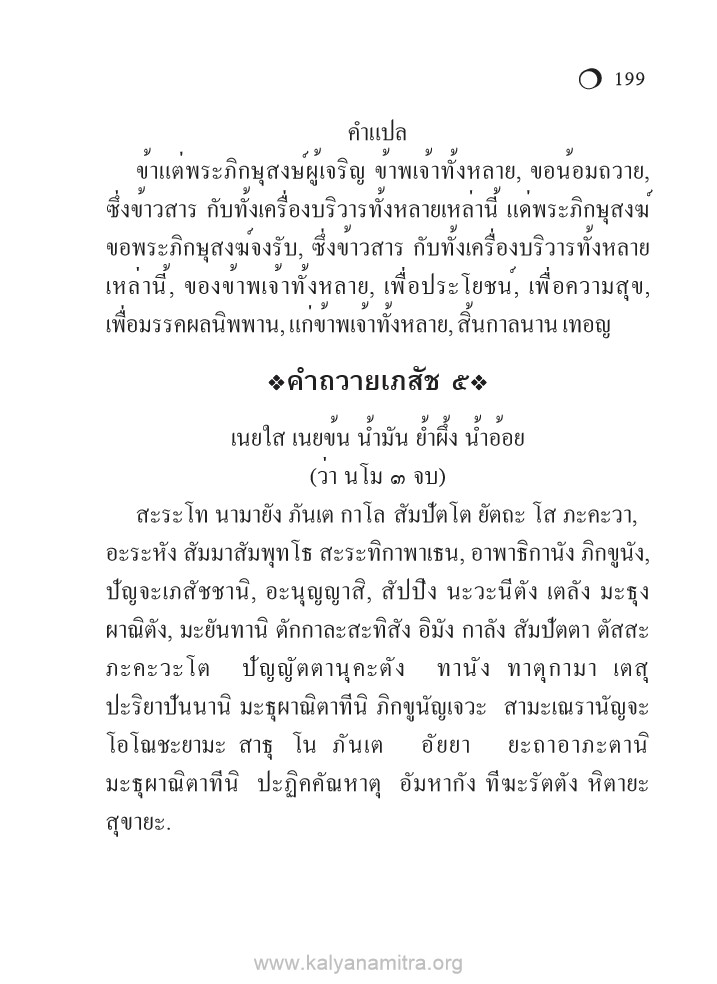 199
คำแปล
ข้าแต่พระภิกษุสงษ์ผู้เจริญ ข้าพเจ้าทั้งหลาย, ขอน้อมถวาย,
ซึ่งข้าวสาร กับทั้งเครื่องบริวารทั้งหลายเหล่านี้ แด่พระภิกษุสงฆ์
ขอพระภิกษุสงฆ์จงรับ, ซึ่งข้าวสาร กับทั้งเครื่องบริวารทั้งหลาย
เหล่านี้, ของข้าพเจ้าทั้งหลาย, เพื่อประโยชน์, เพื่อความสุข,
เพื่อมรรคผลนิพพาน, แก่ข้าพเจ้าทั้งหลาย, สิ้นกาลนาน เทอญ
❖คำถวายเภสัช ๕❖
เนยใส เนยข้น น้ำมัน ย้ำผึ้ง น้ำอ้อย
(ว่า นโม ๓ จบ)
สะระโท นามายัง ภันเต กาโล สัมปัตโต ยัตถะ โส ภะคะวา,
อะระหัง สัมมาสัมพุทโธ สะระทิกาพาเธน, อาพาธิกานัง ภิกขูนัง,
ปัญจะเภสัชชานิ, อะนุญญาสิ, สัปปิง นะวะนีตัง เตลัง มะธุง
ผาณิตัง, มะยันทานิ ตักกาละสะทิสัง อิมัง กาลัง สัมปัตตา ตัสสะ
ภะคะวะโต ปัญญัตตานุคะตัง ทานัง ทาตุกามา เตสุ
ปะริยาปันนานิ มะธุผาณิตาทีนิ ภิกขูนัญเจวะ สามะเณรานัญจะ
โอโณชะยามะ สาธุ โน ภันเต อัยยา ยะถาอาภะตานิ
มะธุผาณิตาทีนิ ปะฏิคคัณหาตุ อัมหากัง ทีฆะรัตตัง หิตายะ
สุขายะ.
www.kalyanamitra.org